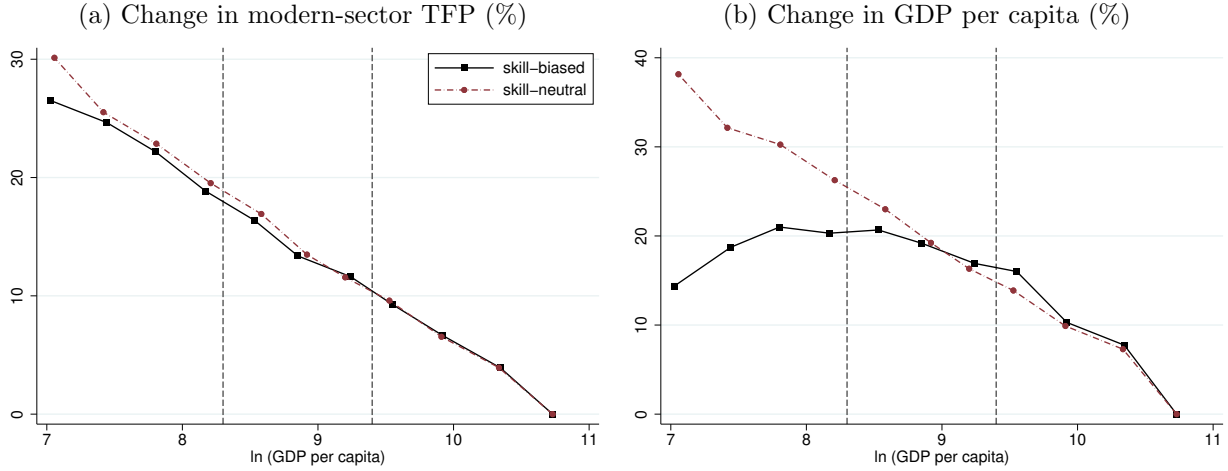 (a) Change in modern-sector TFP (%)
30
20
10
0
7 8 9 10 11
ln (GDP per capita)
skill-biased
skill-neutral
(b) Change in GDP per capita (%)
40
30
20
10
0
7 8 9 10 11
ln (GDP per capita)